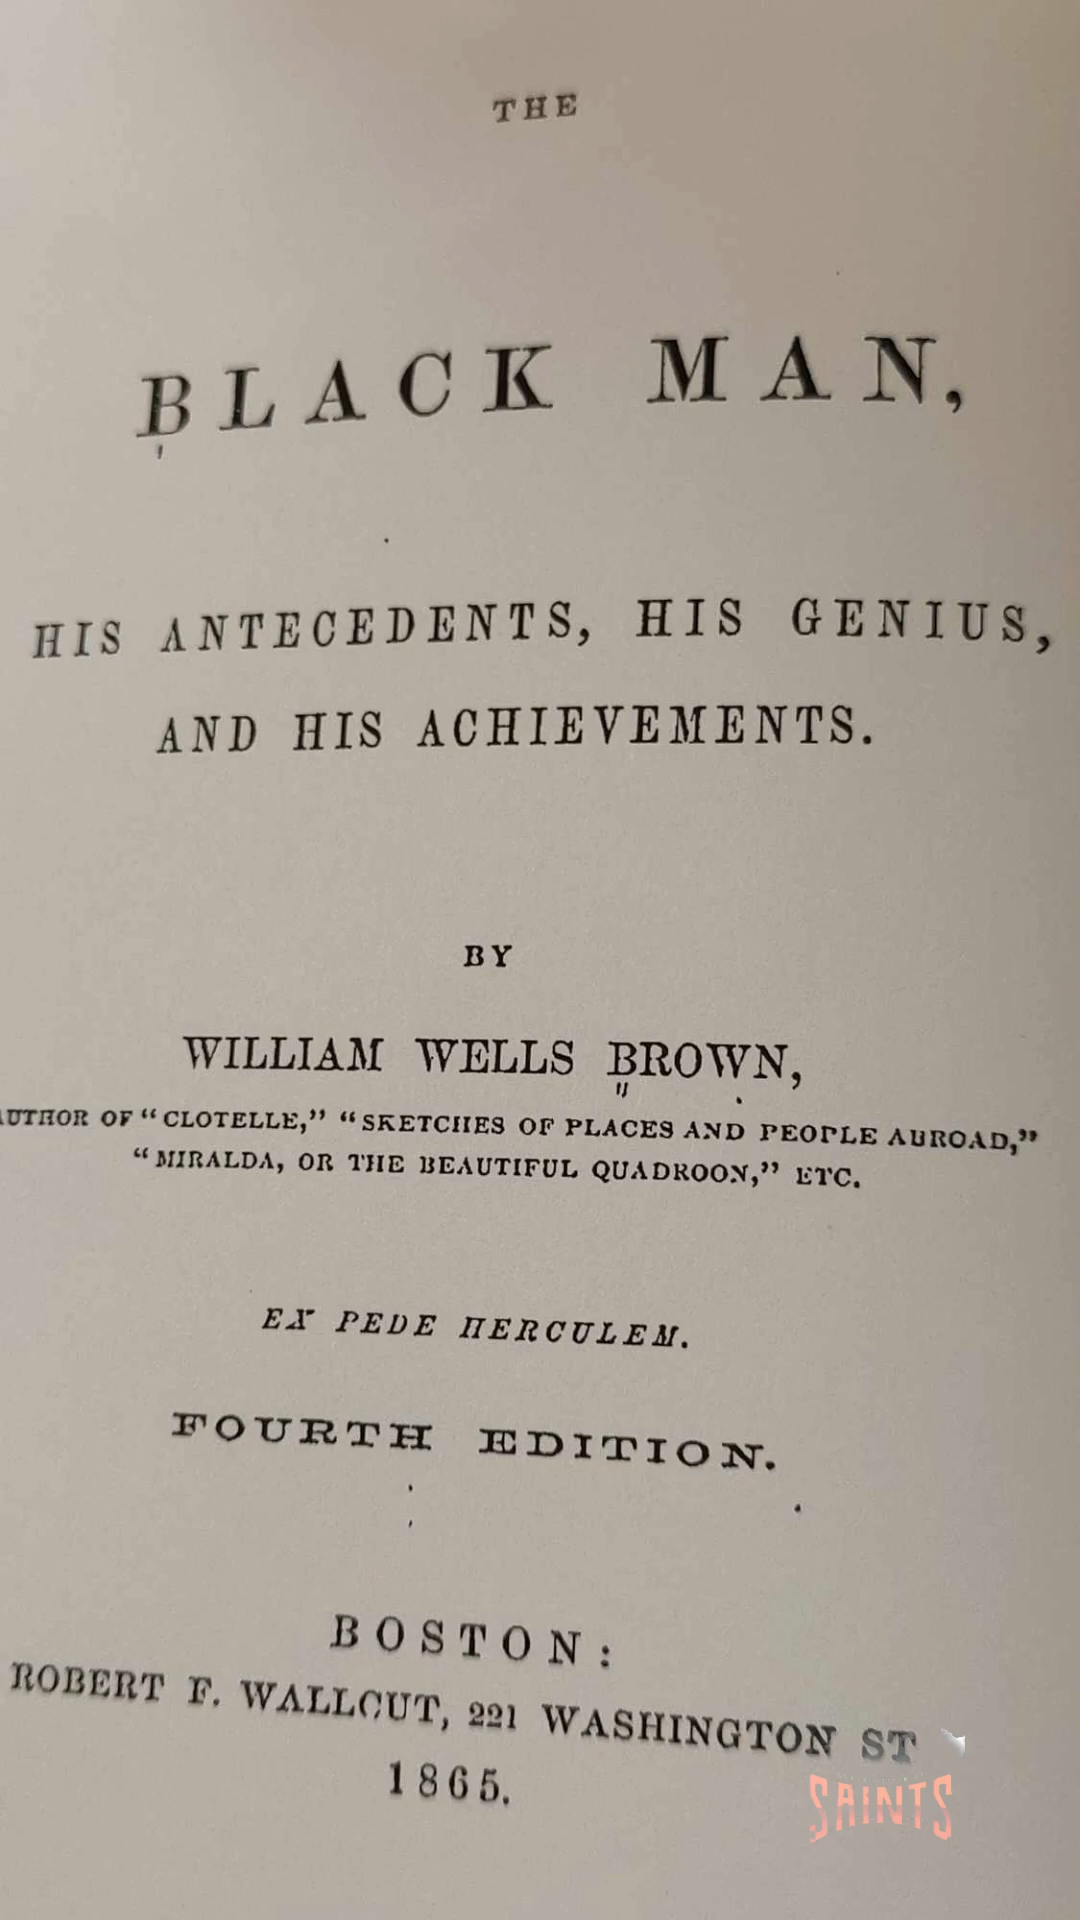 THE
BLACK MAN,
HIS ANTECEDENTS, HIS GENIUS,
AND HIS ACHIEVEMENTS.
BY
WILLIAM WELLS BROWN,
AUTHOR OF "CLOTELLE," "SKETCHES OF PLACES AND PEOPLE ABROAD,"
"MIRALDA, OR THE BEAUTIFUL QUADROON," ETC.
EX PEDE HERCULEM.
FOURTH EDITION.
BOSTON:
ROBERT F. WALLCUT, 221 WASHINGTON ST
1865.
SAINTS